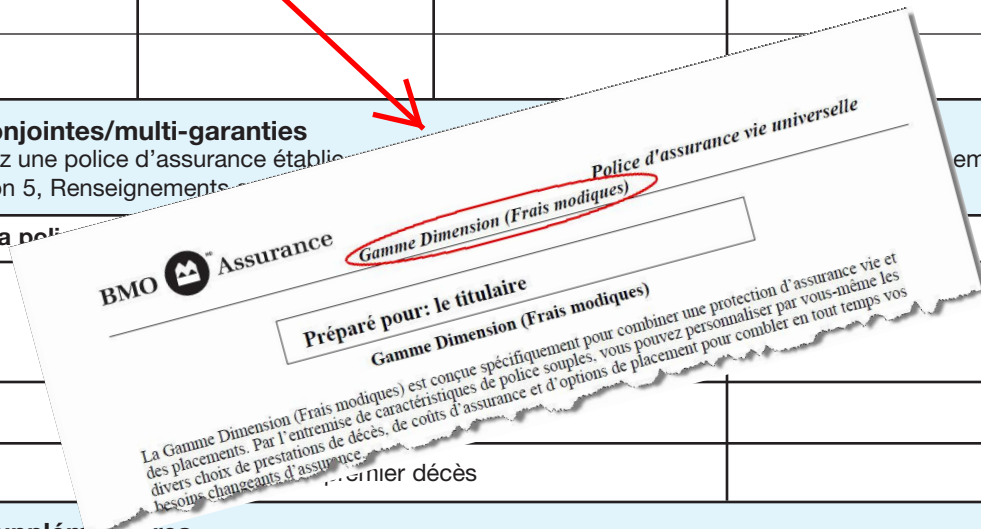 onjointes/multi-garanties
z une police d'assurance établie
on 5, Renseignements
a poli
BMO Assurance
Gamme Dimension (Frais modiques)
Police d'assurance vie universelle
Préparé pour: le titulaire
Gamme Dimension (Frais modiques)
La Gamme Dimension (Frais modiques) est conçue spécifiquement pour combiner une protection d'assurance vie et
des placements. Par l'entremise de caractéristiques de police souples, vous pouvez personnaliser par vous-même les
divers choix de prestations de décès, de coûts d'assurance et d'options de placement pour combler en tout temps vos
besoins changeants d'assurance.
premier décès